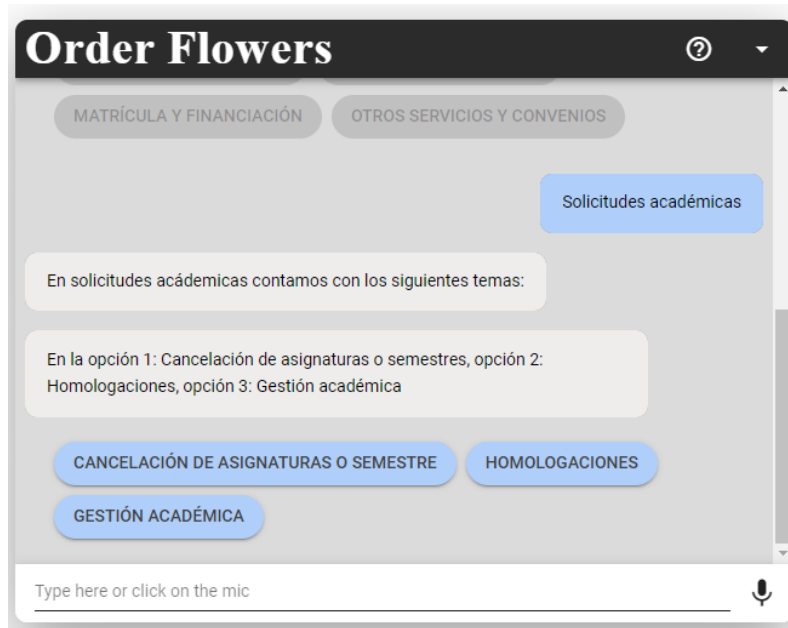 Order Flowers
MATRÍCULA Y FINANCIACIÓN OTROS SERVICIOS Y CONVENIOS
Solicitudes académicas
En solicitudes acádemicas contamos con los siguientes temas:
En la opción 1: Cancelación de asignaturas o semestres, opción 2:
Homologaciones, opción 3: Gestión académica
CANCELACIÓN DE ASIGNATURAS O SEMESTRE HOMOLOGACIONES
GESTIÓN ACADÉMICA
Type here or click on the mic